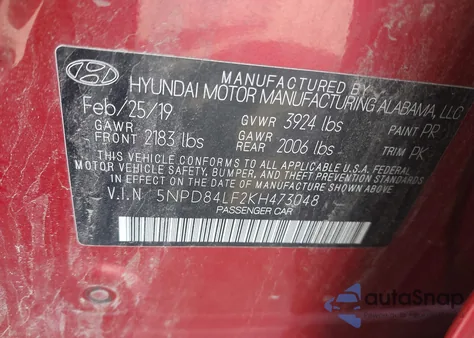 MANUFACTURED BY
HYUNDAI MOTOR MANUFACTURING ALABAMA, LLC
Feb/25/19 GVWR 3924 lbs PAINT PR
GAWR FRONT 2183 lbs GAWR REAR 2006 lbs TRIM PK
THIS VEHICLE CONFORMS TO ALL APPLICABLE U.S.A. FEDERAL
MOTOR VEHICLE SAFETY, BUMPER, AND THEFT PREVENTION STANDARDS
IN EFFECT ON THE DATE OF MANUFACTURE SHOWN ABOVE.
V.I.N 5NPD84LF2KH473048
PASSENGER CAR
autoSnap